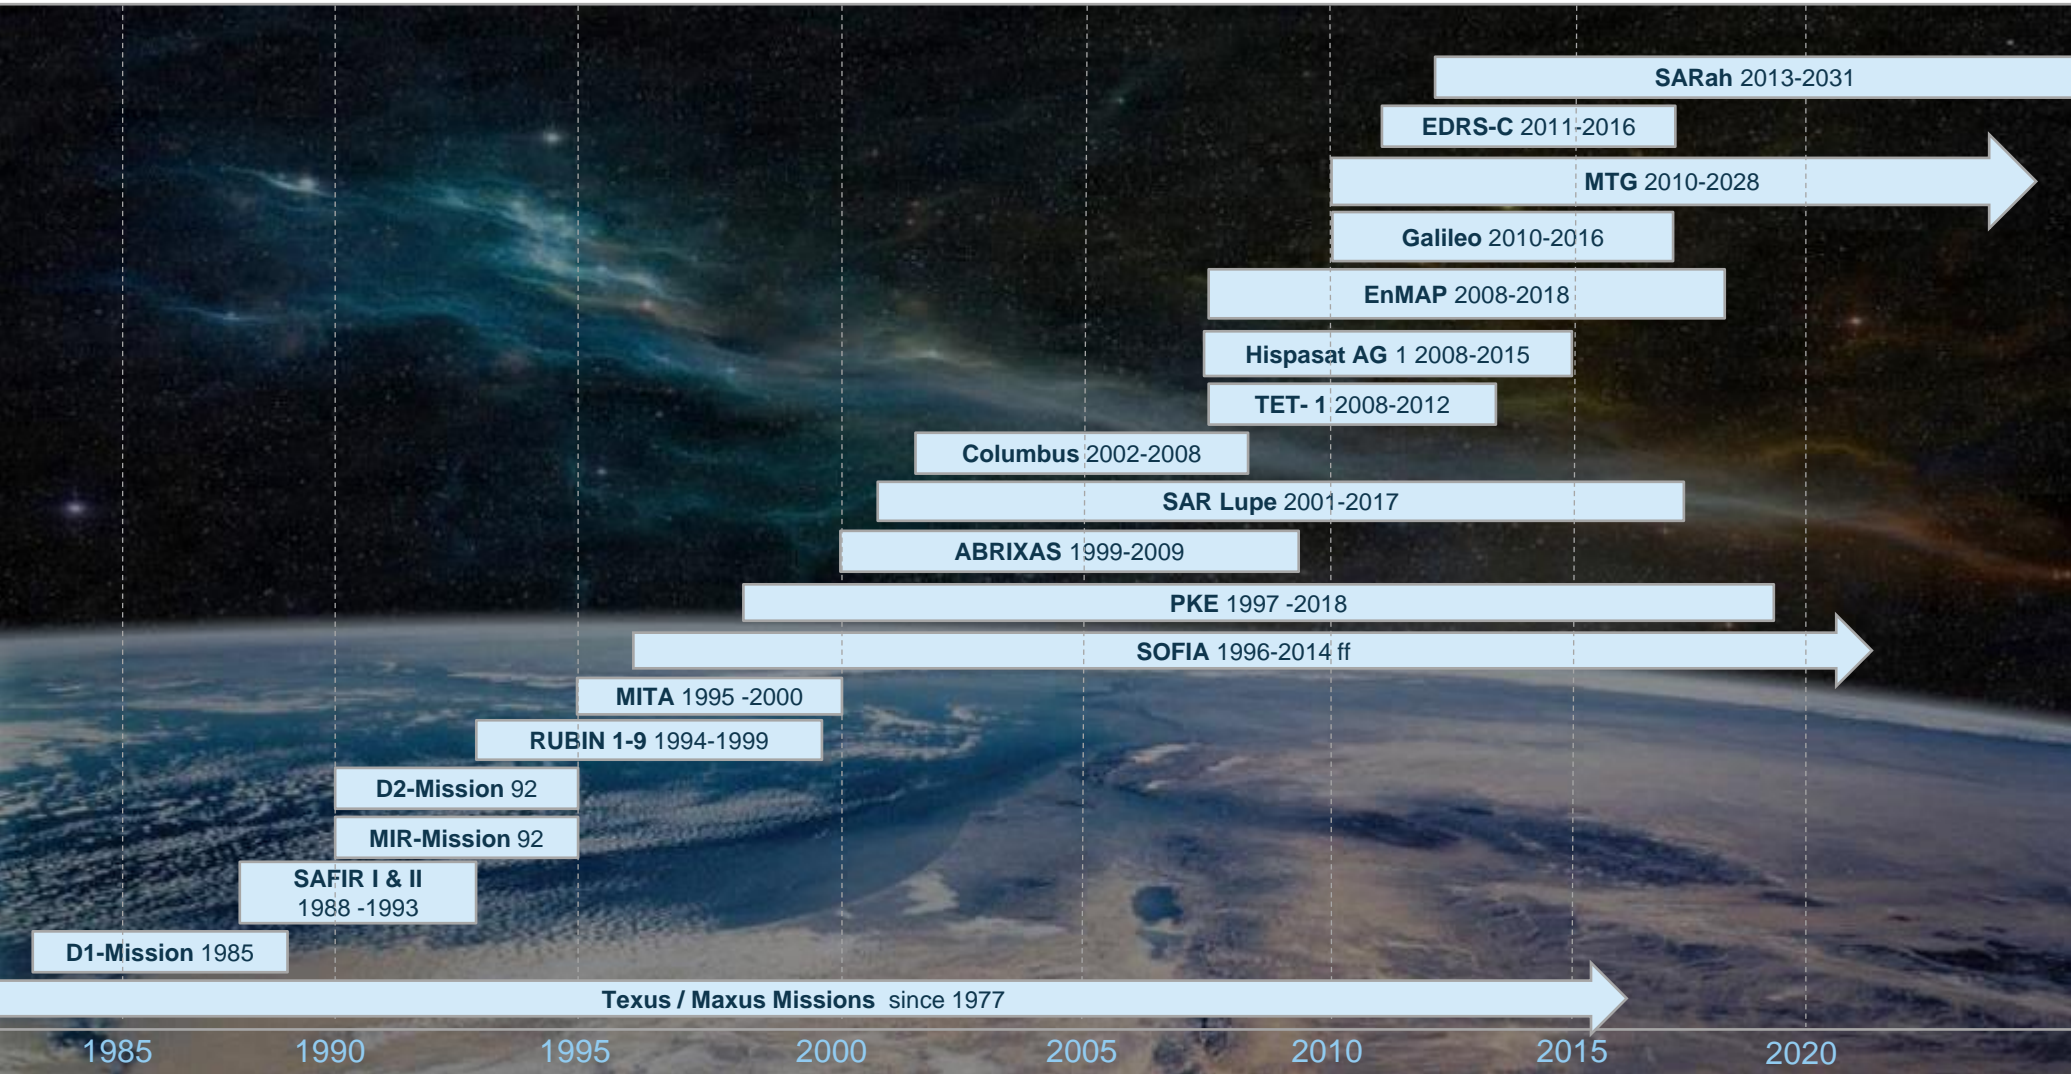 SARah 2013-2031
EDRS-C 2011-2016
MTG 2010-2028
Galileo 2010-2016
EnMAP 2008-2018
Hispasat AG 1 2008-2015
TET- 1 2008-2012
Columbus 2002-2008
SAR Lupe 2001-2017
ABRIXAS 1999-2009
PKE 1997 -2018
SOFIA 1996-2014 ff
MITA 1995 -2000
RUBIN 1-9 1994-1999
D2-Mission 92
MIR-Mission 92
SAFIR I & II
1988 -1993
D1-Mission 1985
Texus / Maxus Missions since 1977
1985 1990 1995 2000 2005 2010 2015 2020